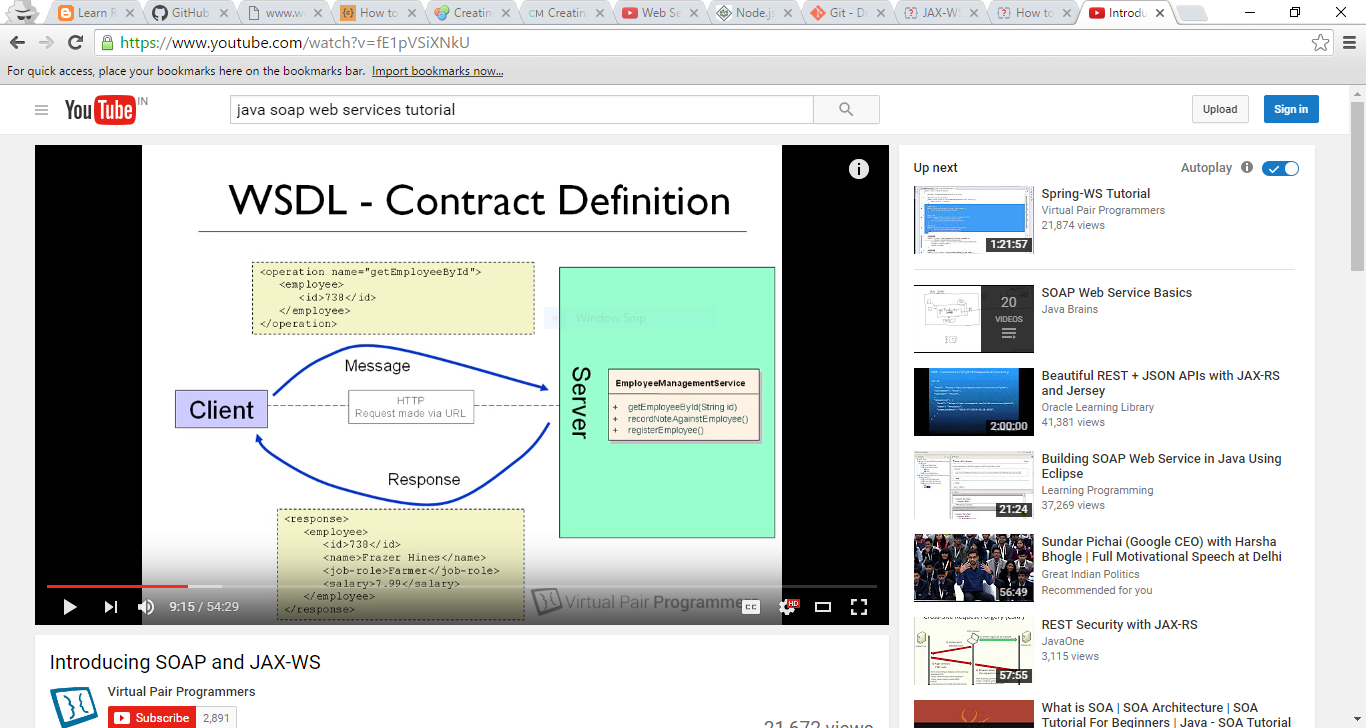 Learn R
GitHub
www.w
How to
Creatin
CM Creatin
Web Se
Node.js
Git - D
JAX-WS
How to
Introdu
https://www.youtube.com/watch?v=fE1pVSiXNkU
For quick access, place your bookmarks here on the bookmarks bar. Import bookmarks now...
YouTube IN
java soap web services tutorial
Upload
Sign in
WSDL - Contract Definition
<operation name="getEmployeeById">
<employee>
<id>738</id>
</employee>
</operation>
Window Snip
Message
Client
HTTP
Request made via URL
Server
EmployeeManagementService
+ getEmployeeById(String id)
+ recordNoteAgainstEmployee()
+ registerEmployee()
Response
<response>
<employee>
<id>738</id>
<name>Frazer Hines</name>
<job-role>Farmer</job-role>
<salary>7.99</salary>
</employee>
</response>
Virtual Pair Programmers
9:15 / 54:29
CC
HD
Introducing SOAP and JAX-WS
Virtual Pair Programmers
Subscribe 2,891
21,672 views
Up next
Autoplay
Spring-WS Tutorial
Virtual Pair Programmers
21,874 views
1:21:57
20
VIDEOS
SOAP Web Service Basics
Java Brains
Beautiful REST + JSON APIs with JAX-RS
and Jersey
Oracle Learning Library
41,381 views
2:00:00
Building SOAP Web Service in Java Using
Eclipse
Learning Programming
37,269 views
21:24
Sundar Pichai (Google CEO) with Harsha
Bhogle | Full Motivational Speech at Delhi
Great Indian Politics
Recommended for you
56:49
REST Security with JAX-RS
JavaOne
3,115 views
57:55
What is SOA | SOA Architecture | SOA
Tutorial For Beginners | Java - SOA Tutorial